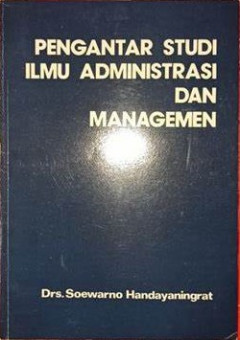 PENGANTAR STUDI
ILMU ADMINISTRASI
DAN
MANAGEMEN
Drs. Soewarno Handayaningrat